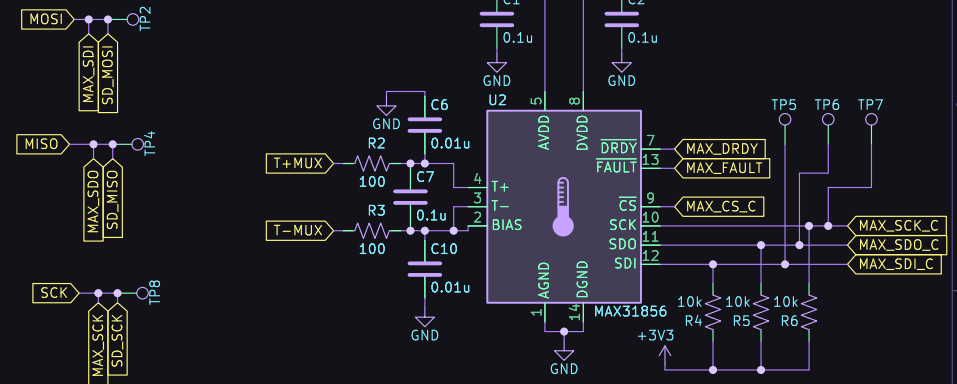 MOSI
TP2
MAX_SDI
SD_MOSI
MISO
TP4
MAX_SDO
SD_MISO
SCK
TP8
MAX_SCK
SD_SCK
C1
0.1u
GND
C2
0.1u
GND
GND
C6
0.01u
T+MUX
R2
100
C7
0.1u
T-MUX
R3
100
C10
0.01u
GND
U2
5
8
AVDD
DVDD
4
T+
3
T-
2
BIAS
DRDY
7
MAX_DRDY
FAULT
13
MAX_FAULT
CS
9
MAX_CS_C
SCK
10
MAX_SCK_C
SDO
11
MAX_SDO_C
SDI
12
MAX_SDI_C
AGND
DGND
1
14
MAX31856
GND
TP5
TP6
TP7
10k
R4
10k
R5
10k
R6
+3V3